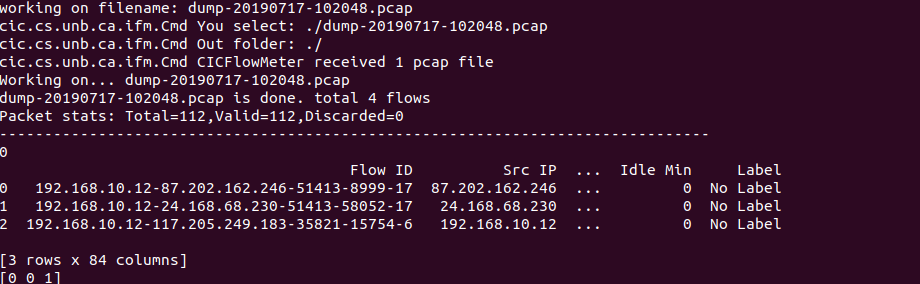 working on filename: dump-20190717-102048.pcap
cic.cs.unb.ca.ifm.Cmd You select: ./dump-20190717-102048.pcap
cic.cs.unb.ca.ifm.Cmd Out folder: ./
cic.cs.unb.ca.ifm.Cmd CICFlowMeter received 1 pcap file
Working on... dump-20190717-102048.pcap
dump-20190717-102048.pcap is done. total 4 flows
Packet stats: Total=112,Valid=112,Discarded=0
-------------------------------------------------------------------------------
0
Flow ID Src IP ... Idle Min Label
0 192.168.10.12-87.202.162.246-51413-8999-17 87.202.162.246 ... 0 No Label
1 192.168.10.12-24.168.68.230-51413-58052-17 24.168.68.230 ... 0 No Label
2 192.168.10.12-117.205.249.183-35821-15754-6 192.168.10.12 ... 0 No Label
[3 rows x 84 columns]
[0 0 1]